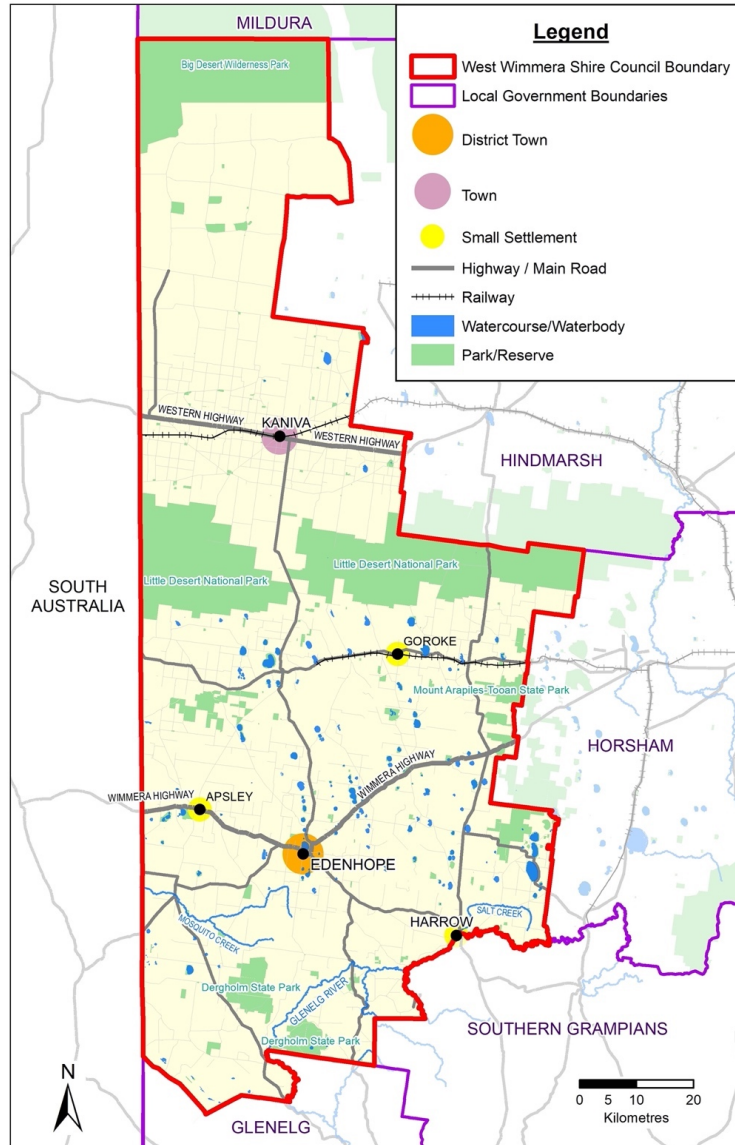 MILDURA
Big Desert Wilderness Park
Legend
West Wimmera Shire Council Boundary
Local Government Boundaries
District Town
Town
Small Settlement
Highway / Main Road
Railway
Watercourse/Waterbody
Park/Reserve
KANIVA
WESTERN HIGHWAY
WESTERN HIGHWAY
HINDMARSH
Little Desert National Park
Little Desert National Park
SOUTH
AUSTRALIA
GOROKE
Mount Arapiles-Tooan State Park
HORSHAM
WIMMERA HIGHWAY
WIMMERA HIGHWAY
APSLEY
EDENHOPE
HARROW
SALT CREEK
MOSQUITO CREEK
Dergholm State Park
GLENELG RIVER
Dergholm State Park
SOUTHERN GRAMPIANS
GLENELG
N
0 5 10 20
Kilometres